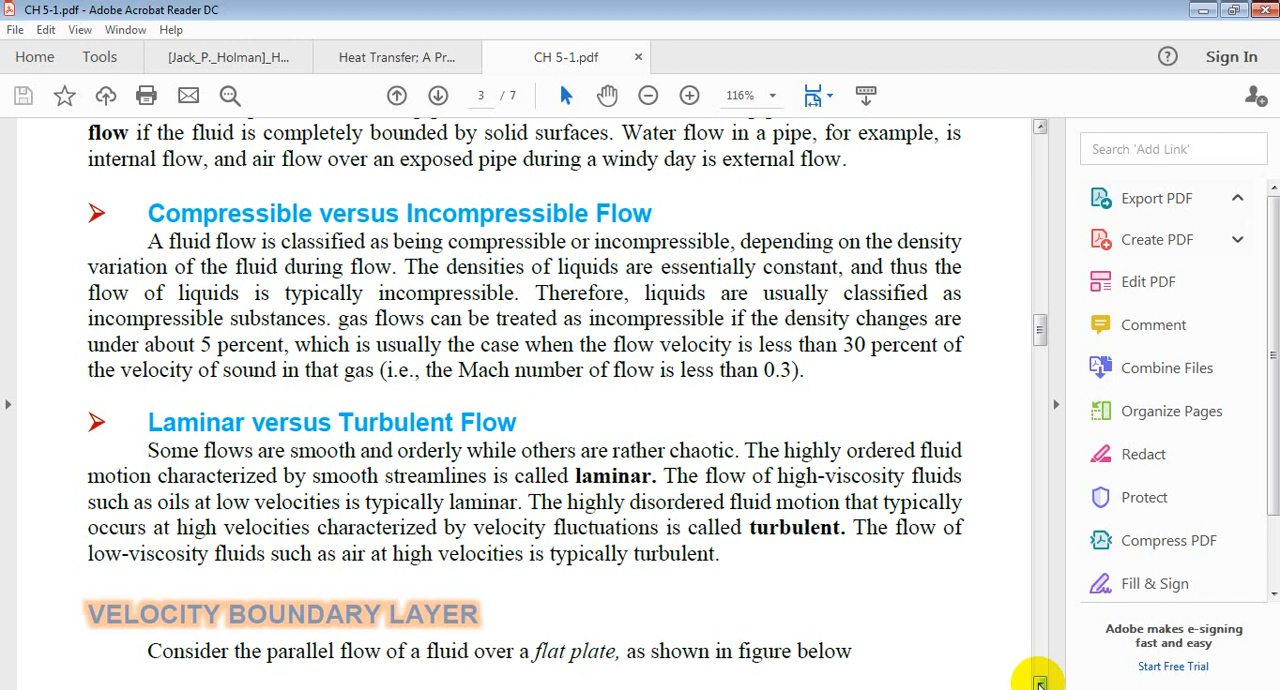 CH 5-1.pdf - Adobe Acrobat Reader DC
File Edit View Window Help
Home Tools [Jack_P._Holman]_H... Heat Transfer; A Pr... CH 5-1.pdf × ? Sign In
3 / 7 116%
flow if the fluid is completely bounded by solid surfaces. Water flow in a pipe, for example, is
internal flow, and air flow over an exposed pipe during a windy day is external flow.
Compressible versus Incompressible Flow
A fluid flow is classified as being compressible or incompressible, depending on the density
variation of the fluid during flow. The densities of liquids are essentially constant, and thus the
flow of liquids is typically incompressible. Therefore, liquids are usually classified as
incompressible substances. gas flows can be treated as incompressible if the density changes are
under about 5 percent, which is usually the case when the flow velocity is less than 30 percent of
the velocity of sound in that gas (i.e., the Mach number of flow is less than 0.3).
Laminar versus Turbulent Flow
Some flows are smooth and orderly while others are rather chaotic. The highly ordered fluid
motion characterized by smooth streamlines is called laminar. The flow of high-viscosity fluids
such as oils at low velocities is typically laminar. The highly disordered fluid motion that typically
occurs at high velocities characterized by velocity fluctuations is called turbulent. The flow of
low-viscosity fluids such as air at high velocities is typically turbulent.
VELOCITY BOUNDARY LAYER
Consider the parallel flow of a fluid over a flat plate, as shown in figure below
Search 'Add Link'
Export PDF
Create PDF
Edit PDF
Comment
Combine Files
Organize Pages
Redact
Protect
Compress PDF
Fill & Sign
Adobe makes e-signing
fast and easy
Start Free Trial